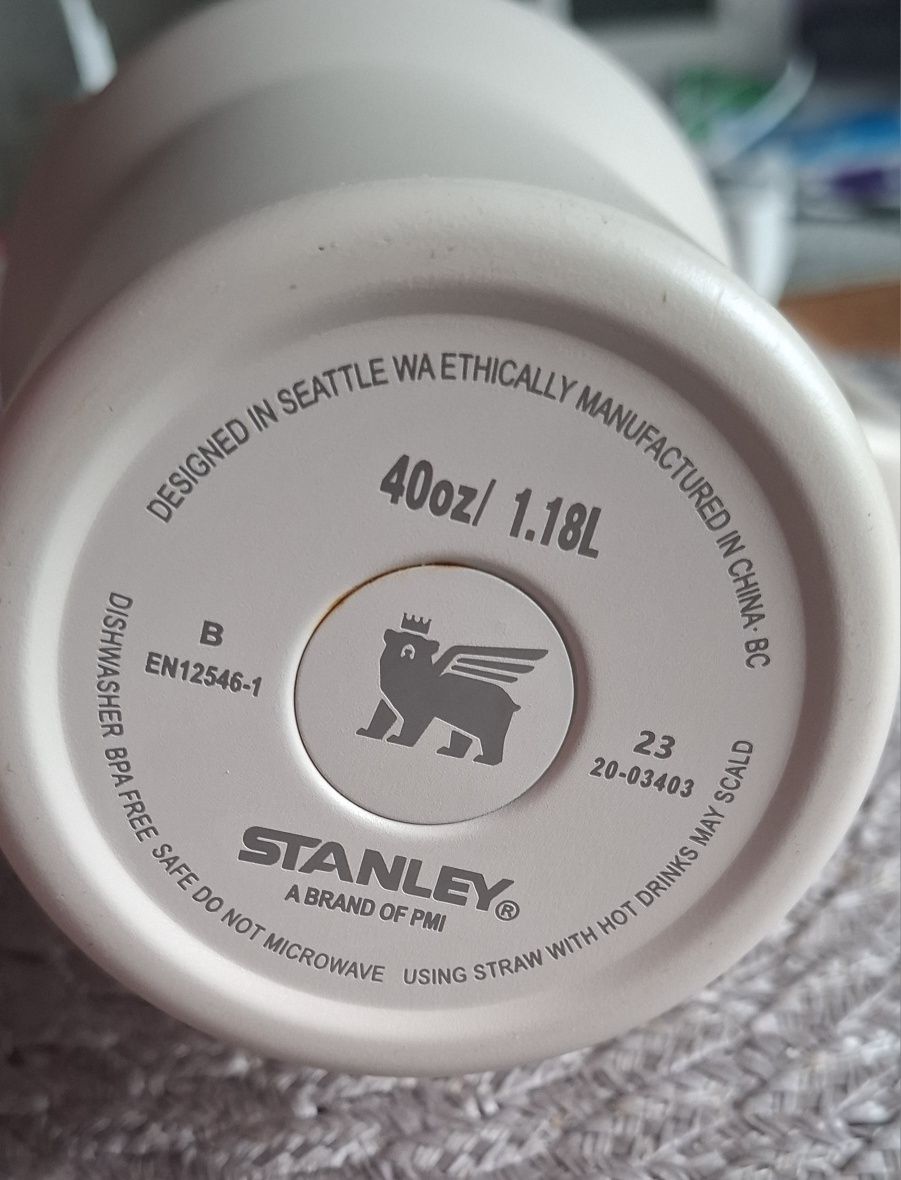 DESIGNED IN SEATTLE WA ETHICALLY MANUFACTURED IN CHINA· BC
40oz/ 1.18L
B
EN12546-1
23
20-03403
STANLEY®
A BRAND OF PMI
DISHWASHER BPA FREE SAFE DO NOT MICROWAVE USING STRAW WITH HOT DRINKS MAY SCALD